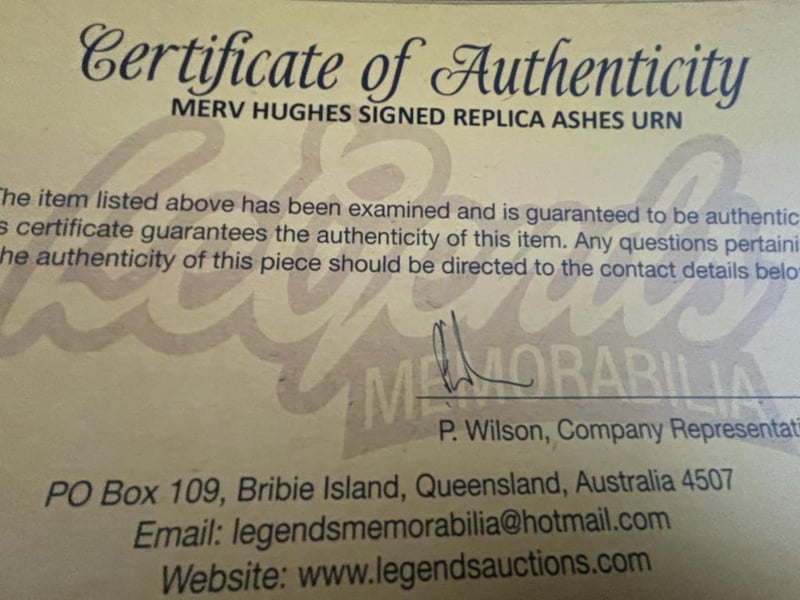 Certificate of Authenticity
MERV HUGHES SIGNED REPLICA ASHES URN
Legends
MEMORABILIA
he item listed above has been examined and is guaranteed to be authentic
s certificate guarantees the authenticity of this item. Any questions pertaini
he authenticity of this piece should be directed to the contact details belo
P. Wilson, Company Representati
PO Box 109, Bribie Island, Queensland, Australia 4507
Email: legendsmemorabilia@hotmail.com
Website: www.legendsauctions.com